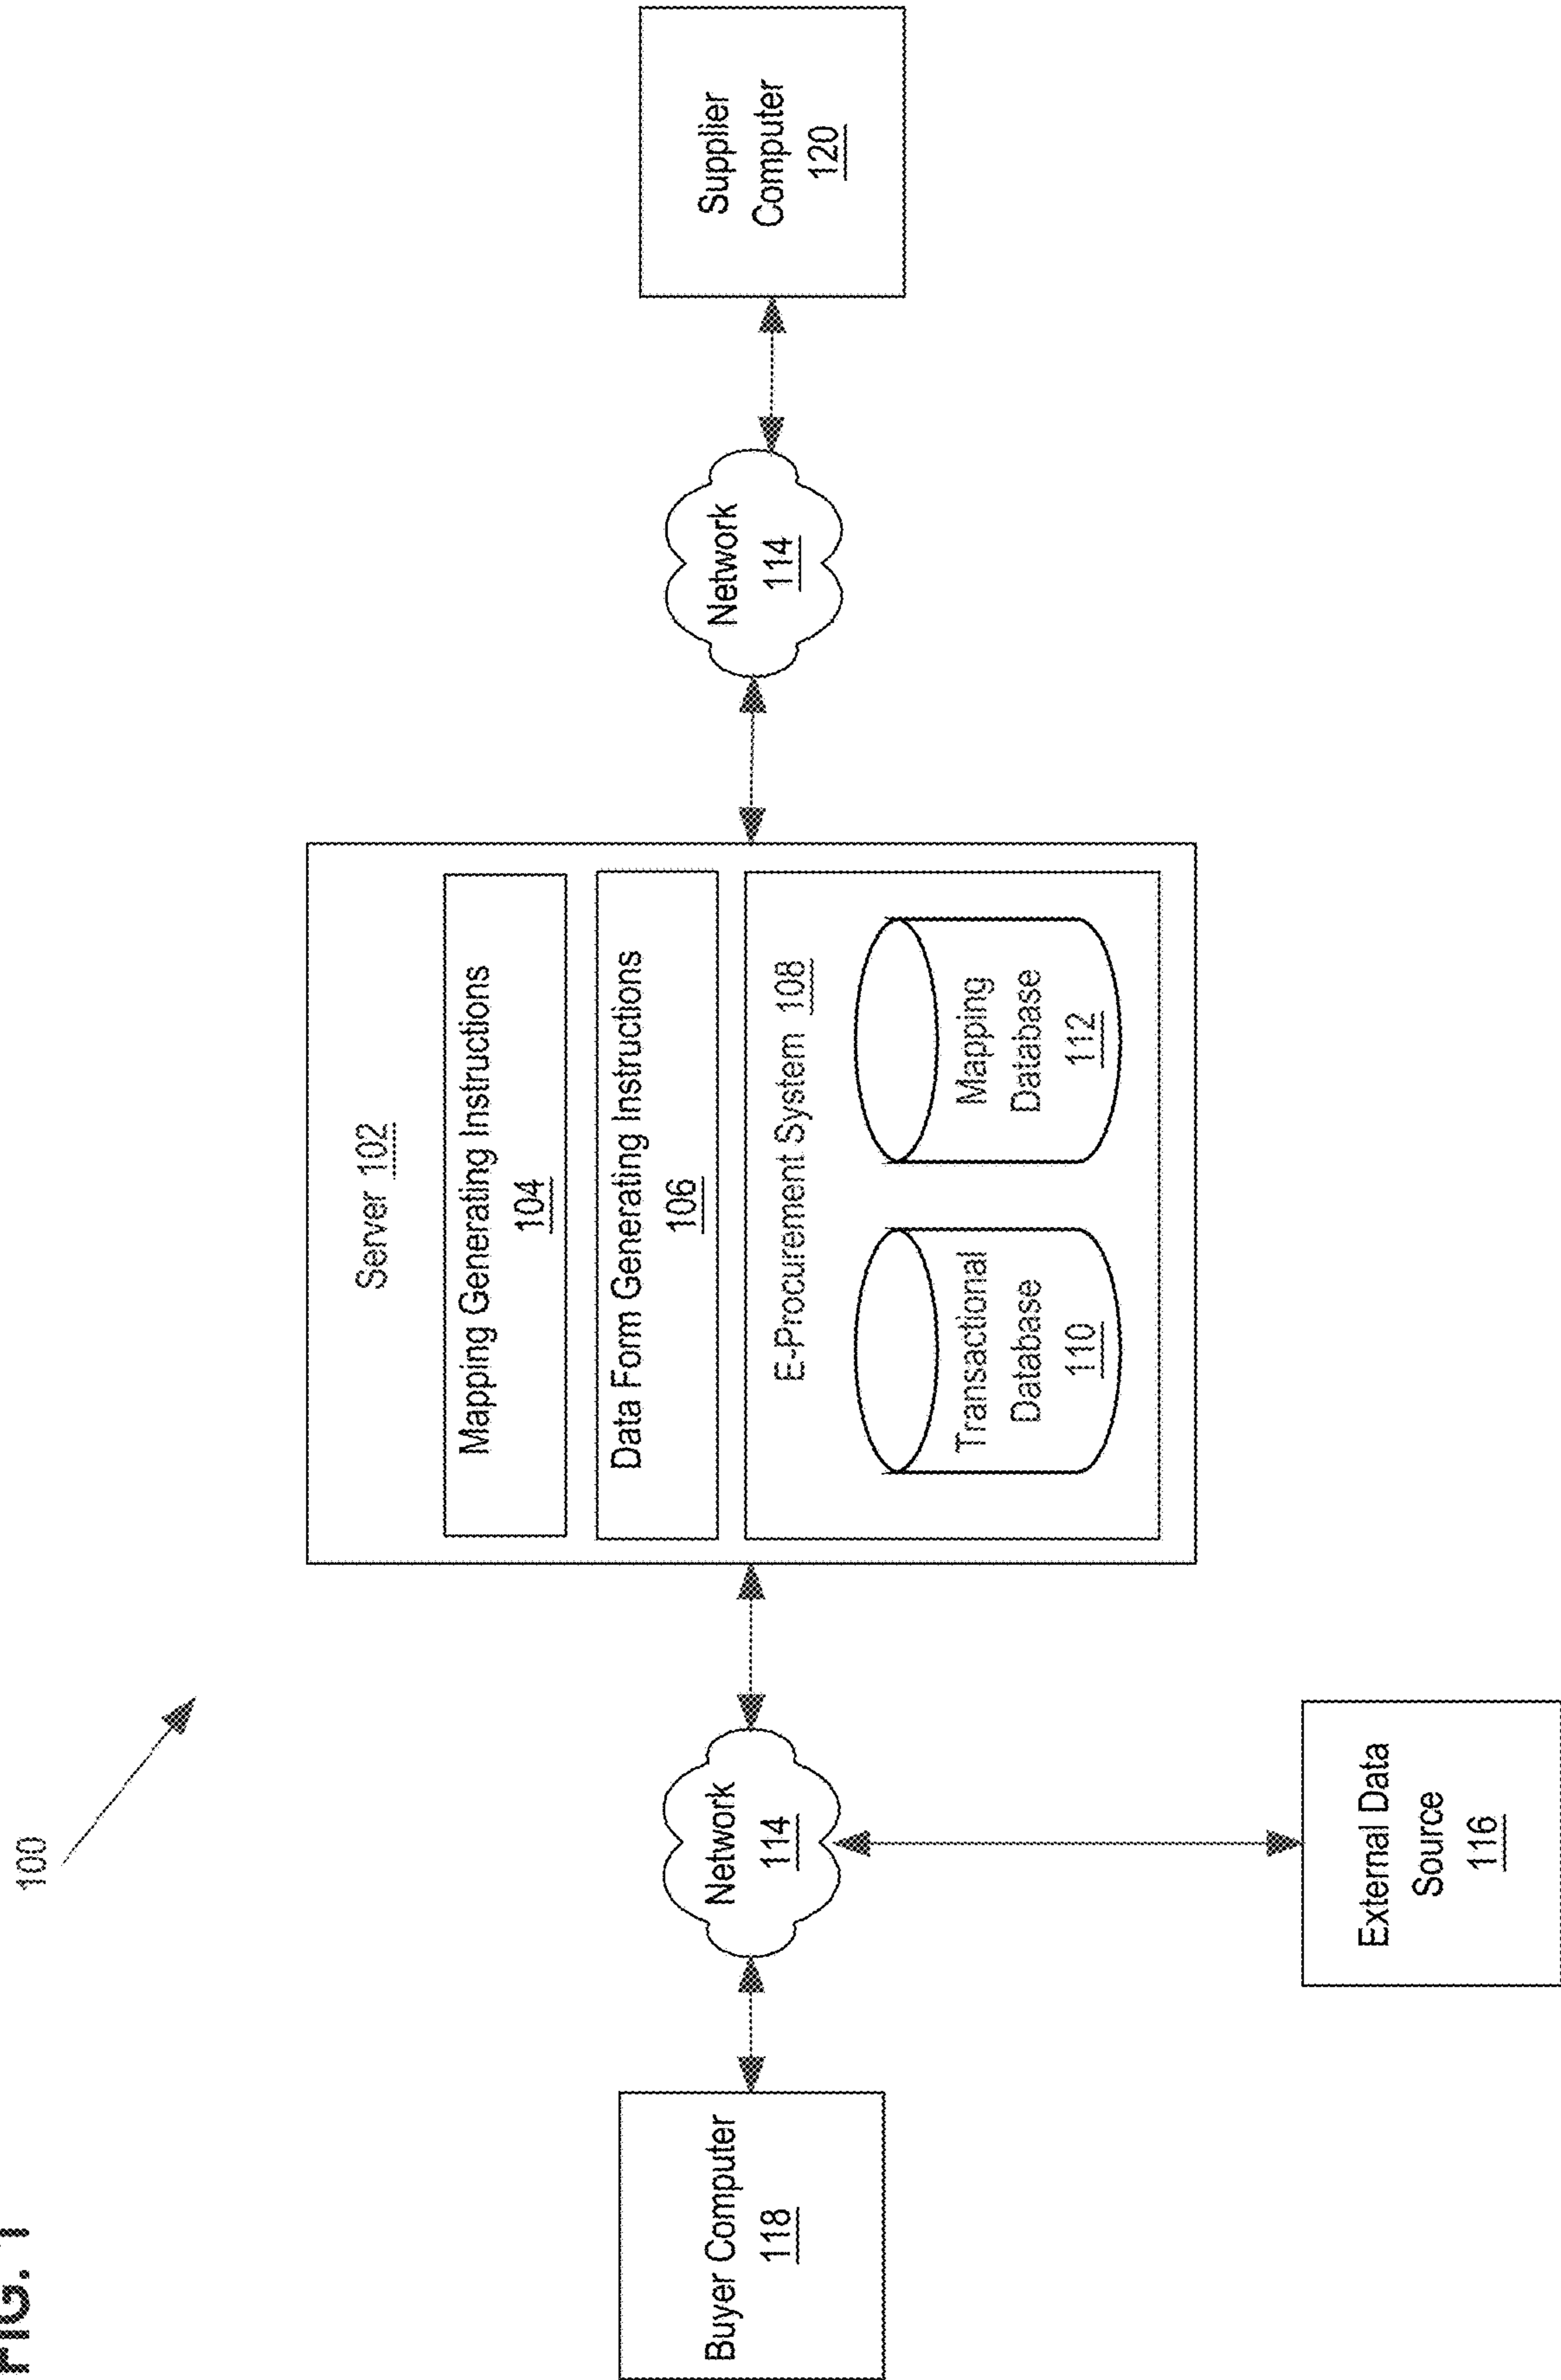 FIG. 1
100
Buyer Computer
118
Network
114
External Data
Source
116
Server 102
Mapping Generating Instructions
104
Data Form Generating Instructions
106
E-Procurement System 108
Transactional
Database
110
Mapping
Database
112
Network
114
Supplier
Computer
120